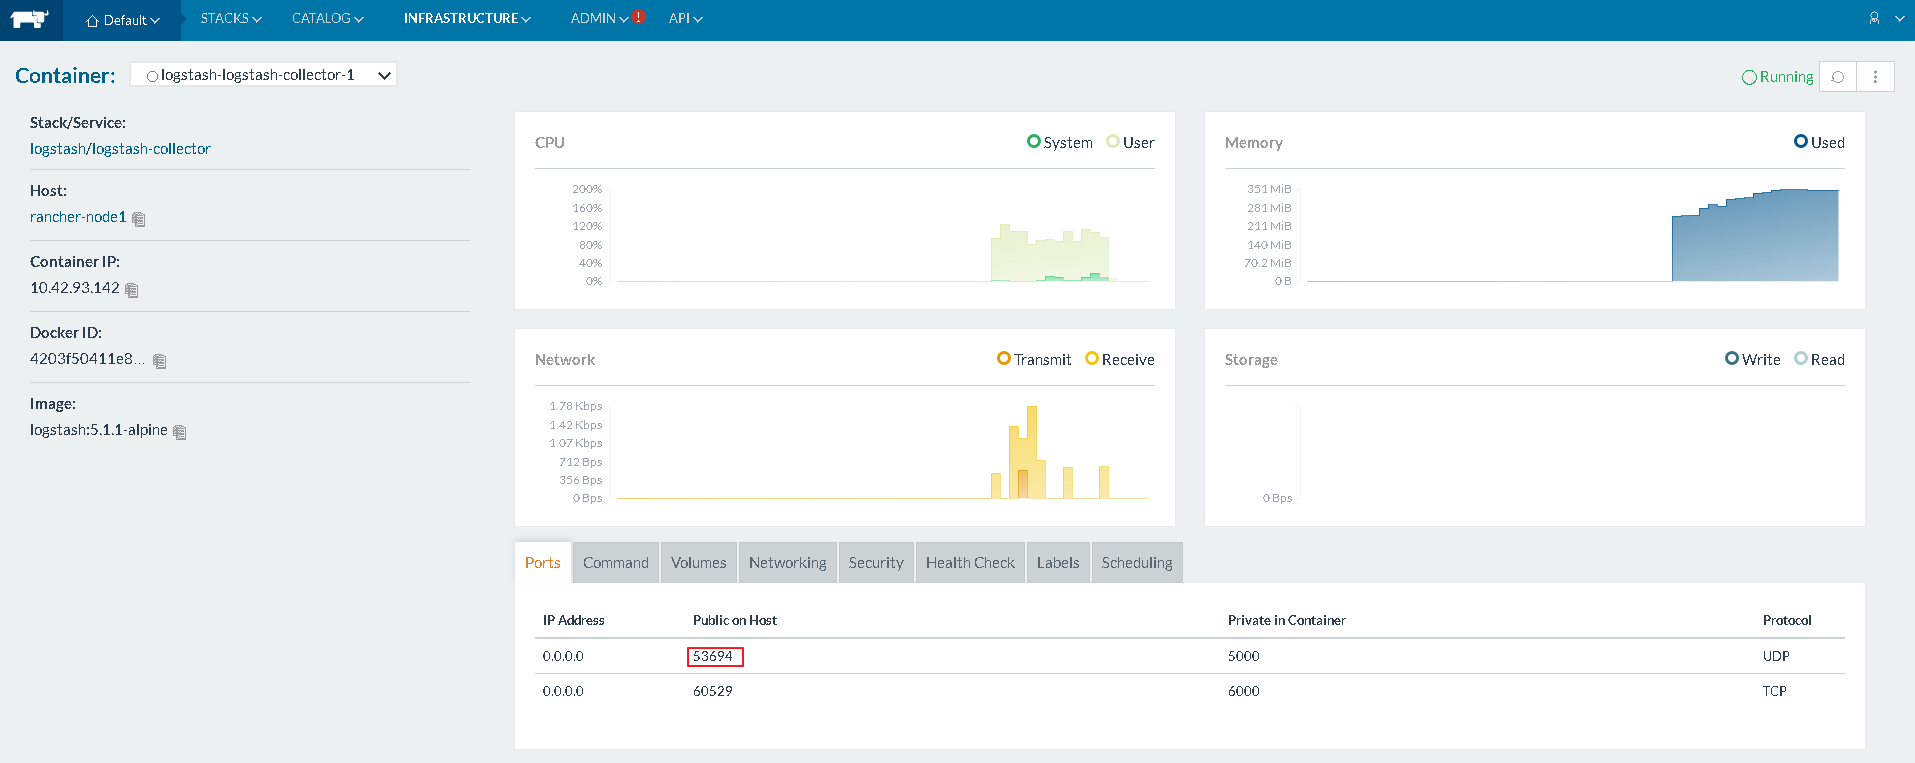 Default STACKS CATALOG INFRASTRUCTURE ADMIN ! API
Container: logstash-logstash-collector-1 Running
Stack/Service:
logstash/logstash-collector
Host:
rancher-node1
Container IP:
10.42.93.142
Docker ID:
4203f50411e8...
Image:
logstash:5.1.1-alpine
CPU System User
200%
160%
120%
80%
40%
0%
Memory Used
351 MiB
281 MiB
211 MiB
140 MiB
70.2 MiB
0 B
Network Transmit Receive
1.78 Kbps
1.42 Kbps
1.07 Kbps
712 Bps
356 Bps
0 Bps
Storage Write Read
0 Bps
Ports Command Volumes Networking Security Health Check Labels Scheduling
IP Address Public on Host Private in Container Protocol
0.0.0.0 53694 5000 UDP
0.0.0.0 60529 6000 TCP